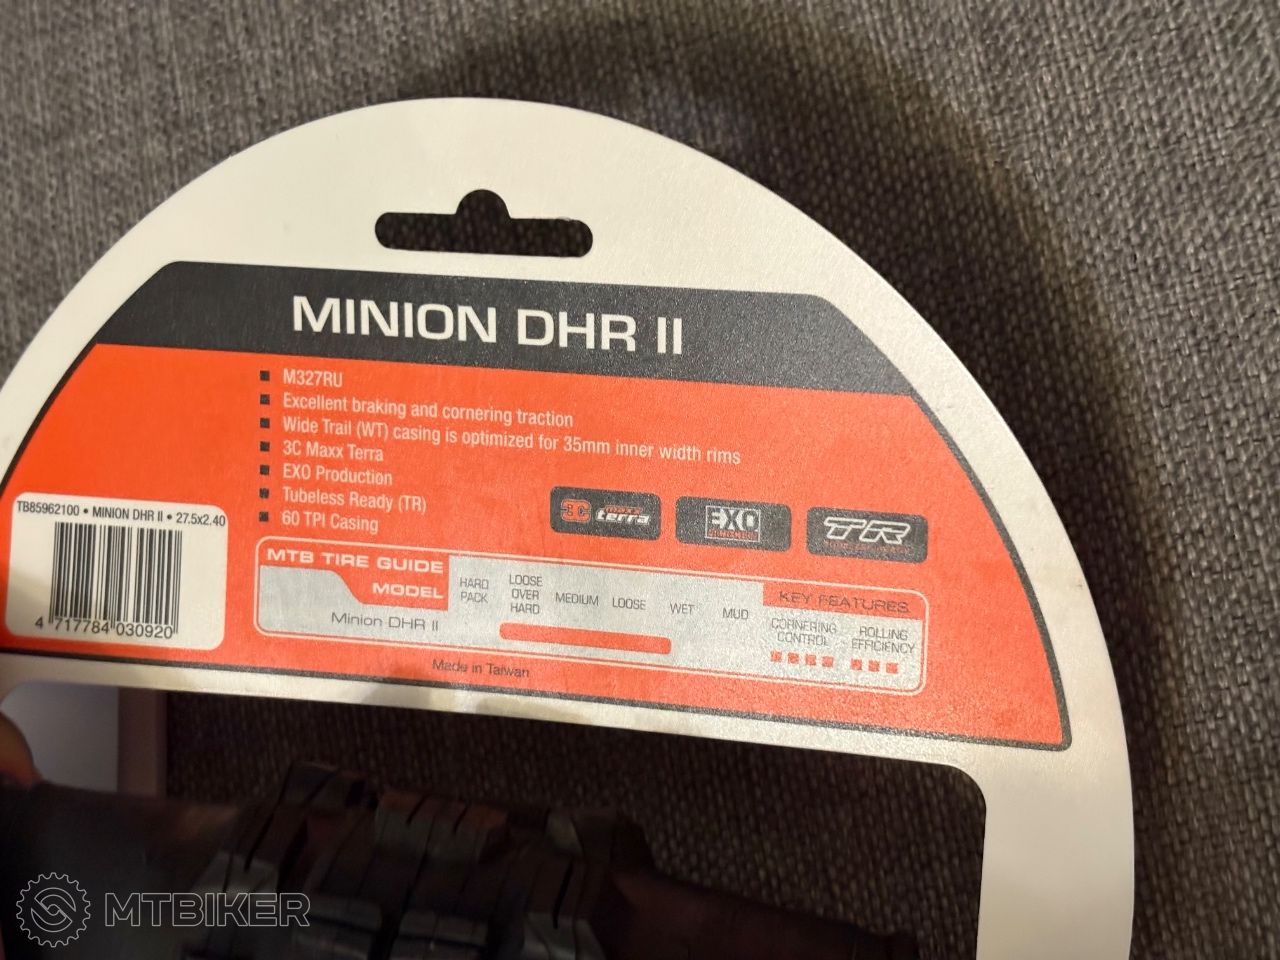 MINION DHR II
M327RU
Excellent braking and cornering traction
Wide Trail (WT) casing is optimized for 35mm inner width rims
3C Maxx Terra
EXO Production
Tubeless Ready (TR)
60 TPI Casing
TB85962100 • MINION DHR II • 27.5x2.40
4 717784 030920
3C maxx terra
EXO
TR
MTB TIRE GUIDE
MODEL
HARD PACK
LOOSE OVER HARD
MEDIUM
LOOSE
WET
MUD
KEY FEATURES
CORNERING CONTROL
ROLLING EFFICIENCY
Minion DHR II
Made in Taiwan
MTBIKER